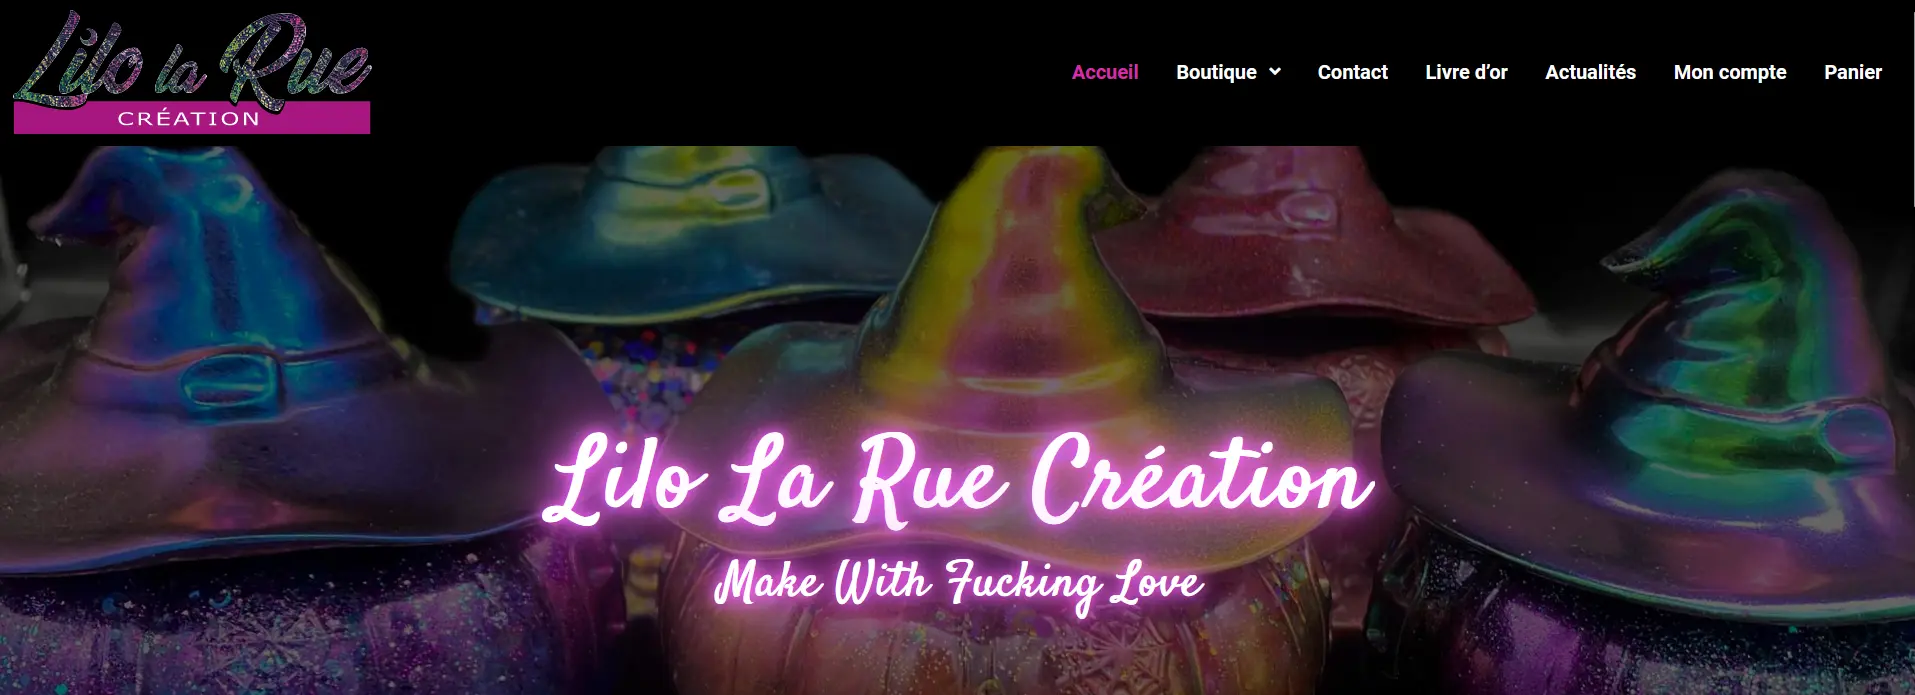 Lilo la Rue
CRÉATION
Accueil Boutique Contact Livre d'or Actualités Mon compte Panier
Lilo La Rue Création
Make With Fucking Love